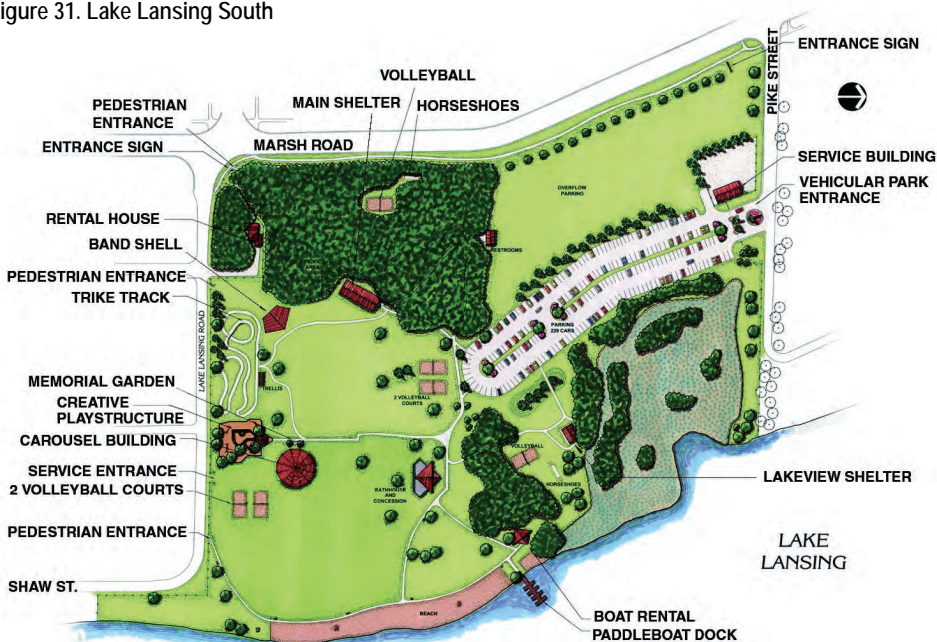 igure 31. Lake Lansing South
ENTRANCE SIGN
PIKE STREET
VOLLEYBALL
MAIN SHELTER
HORSESHOES
PEDESTRIAN
ENTRANCE
ENTRANCE SIGN
MARSH ROAD
SERVICE BUILDING
VEHICULAR PARK
ENTRANCE
OVERFLOW
PARKING
RENTAL HOUSE
BAND SHELL
RESTROOMS
AREA
PEDESTRIAN ENTRANCE
TRIKE TRACK
LAKE LANSING ROAD
PARKING
229 CARS
MEMORIAL GARDEN
TRELLIS
CREATIVE
PLAYSTRUCTURE
2 VOLLEYBALL
COURTS
CAROUSEL BUILDING
VOLLEYBALL
SERVICE ENTRANCE
2 VOLLEYBALL COURTS
BATHHOUSE
AND
CONCESSION
HORSESHOES
LAKEVIEW SHELTER
PEDESTRIAN ENTRANCE
LAKE
LANSING
SHAW ST.
BEACH
BOAT RENTAL
PADDLEBOAT DOCK